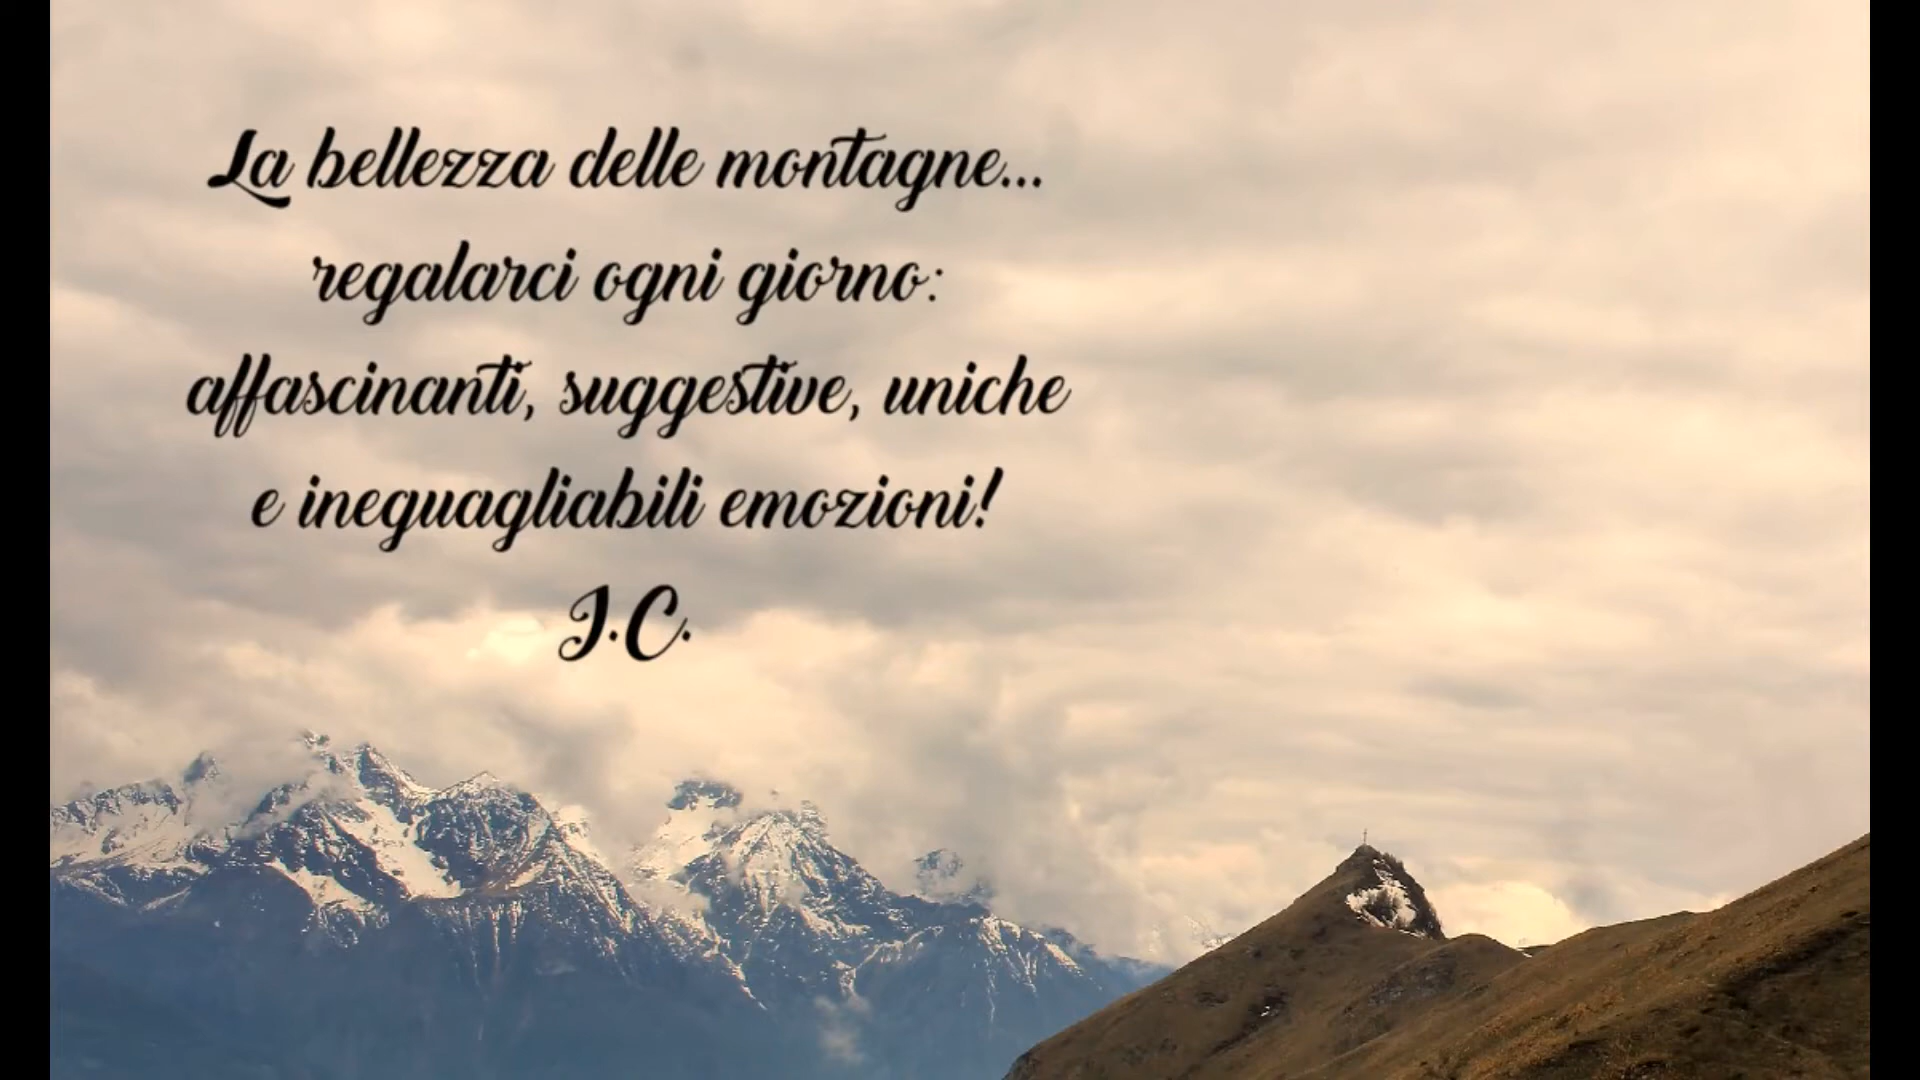 La bellezza delle montagne...
regalarci ogni giorno:
affascinanti, suggestive, uniche
e ineguagliabili emozioni!
I.C.